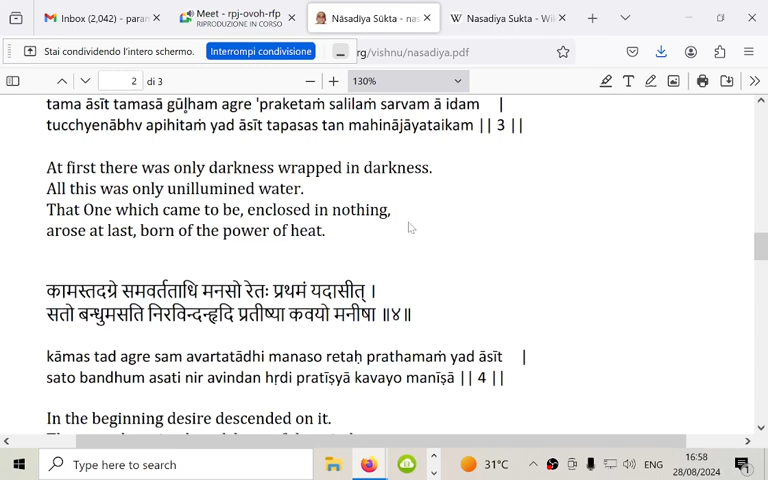 Inbox (2,042) - paran
Meet - rpj-ovoh-rfp
RIPRODUZIONE IN CORSO
Nāsadīya Sūkta - nas
Nasadiya Sukta - Wiki
Stai condividendo l'intero schermo.
Interrompi condivisione
rg/vishnu/nasadiya.pdf
2 di 3
130%
tama āsīt tamasā gūḷham agre 'praketaṁ salilaṁ sarvam ā idam |
tucchyenābhv apihitaṁ yad āsīt tapasas tan mahinājāyataikam || 3 ||
At first there was only darkness wrapped in darkness.
All this was only unillumined water.
That One which came to be, enclosed in nothing,
arose at last, born of the power of heat.
कामस्तदग्रे समवर्तताधि मनसो रेतः प्रथमं यदासीत् ।
सतो बन्धुमसति निरविन्दन्हृदि प्रतीष्या कवयो मनीषा ॥४॥
kāmas tad agre sam avartatādhi manaso retaḥ prathamaṁ yad āsīt |
sato bandhum asati nir avindan hṛdi pratīṣyā kavayo manīṣā || 4 ||
In the beginning desire descended on it.
Type here to search
31°C
ENG
16:58
28/08/2024